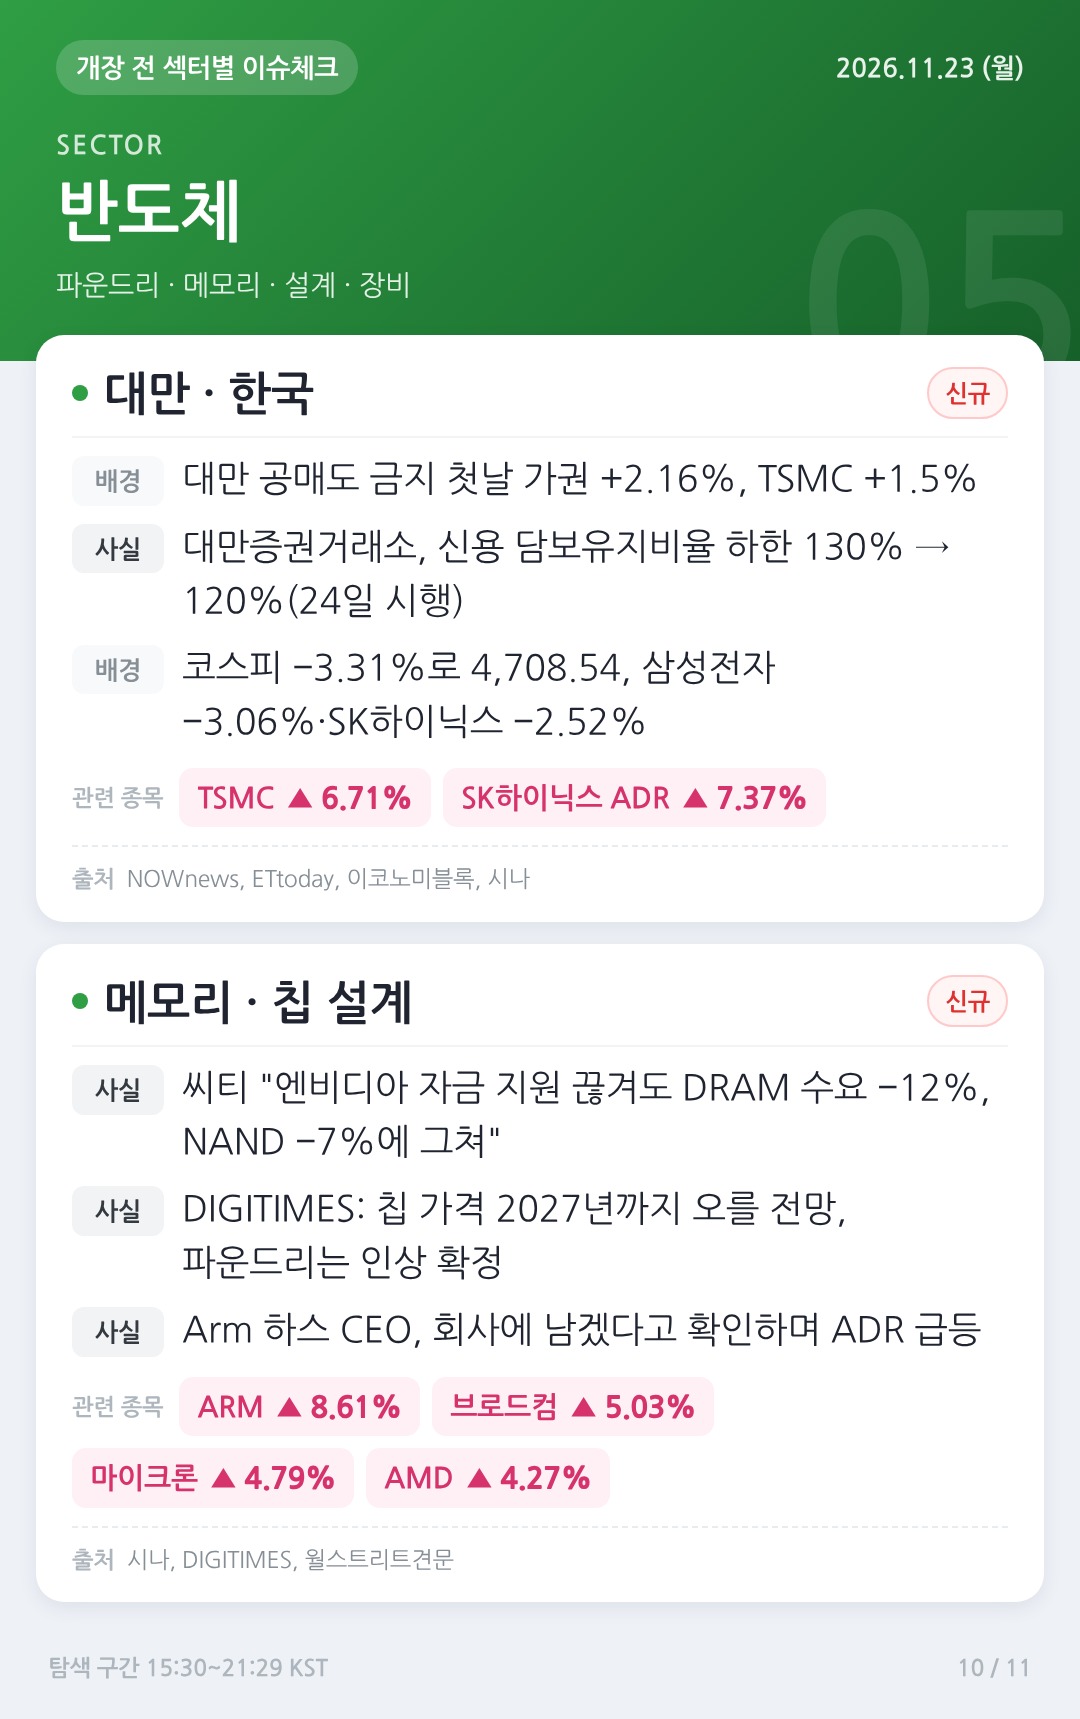 개장 전 섹터별 이슈체크
2026.11.23 (월)
SECTOR
반도체
파운드리 · 메모리 · 설계 · 장비
05
대만 · 한국
신규
배경 대만 공매도 금지 첫날 가권 +2.16%, TSMC +1.5%
사실 대만증권거래소, 신용 담보유지비율 하한 130% →
120%(24일 시행)
배경 코스피 −3.31%로 4,708.54, 삼성전자
−3.06%·SK하이닉스 −2.52%
관련 종목 TSMC ▲ 6.71% SK하이닉스 ADR ▲ 7.37%
출처 NOWnews, ETtoday, 이코노미블록, 시나
메모리 · 칩 설계
신규
사실 씨티 "엔비디아 자금 지원 끊겨도 DRAM 수요 −12%,
NAND −7%에 그쳐"
사실 DIGITIMES: 칩 가격 2027년까지 오를 전망,
파운드리는 인상 확정
사실 Arm 하스 CEO, 회사에 남겠다고 확인하며 ADR 급등
관련 종목 ARM ▲ 8.61% 브로드컴 ▲ 5.03%
마이크론 ▲ 4.79% AMD ▲ 4.27%
출처 시나, DIGITIMES, 월스트리트견문
탐색 구간 15:30~21:29 KST
10 / 11